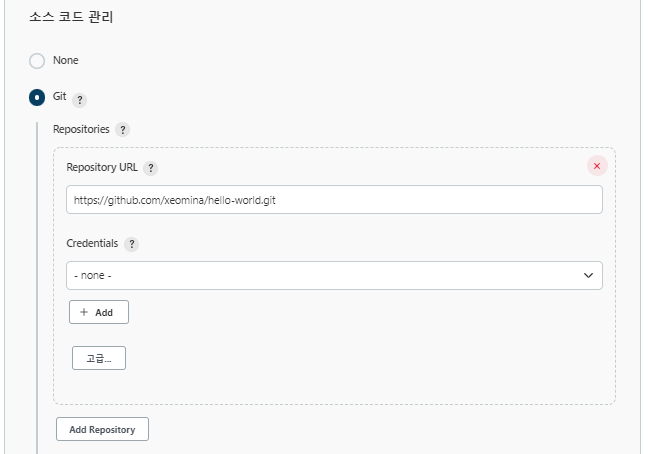 소스 코드 관리
None
Git ?
Repositories ?
Repository URL ?
https://github.com/xeomina/hello-world.git
Credentials ?
- none -
+ Add
고급...
Add Repository